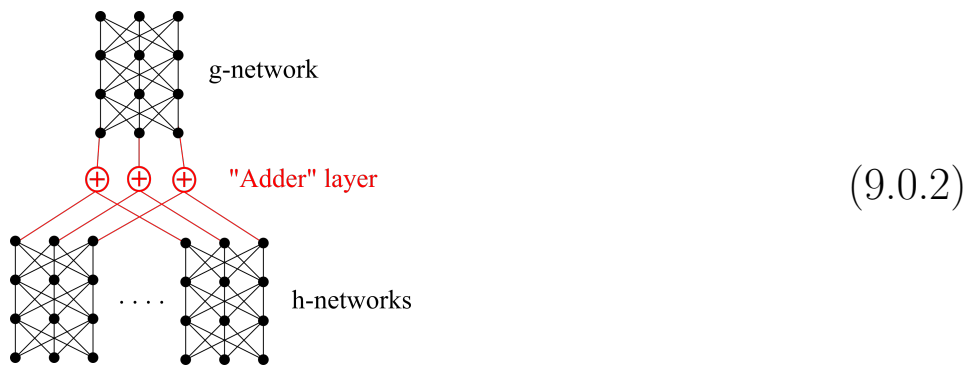 g-network
+ + +
"Adder" layer
(9.0.2)
. . . .
h-networks